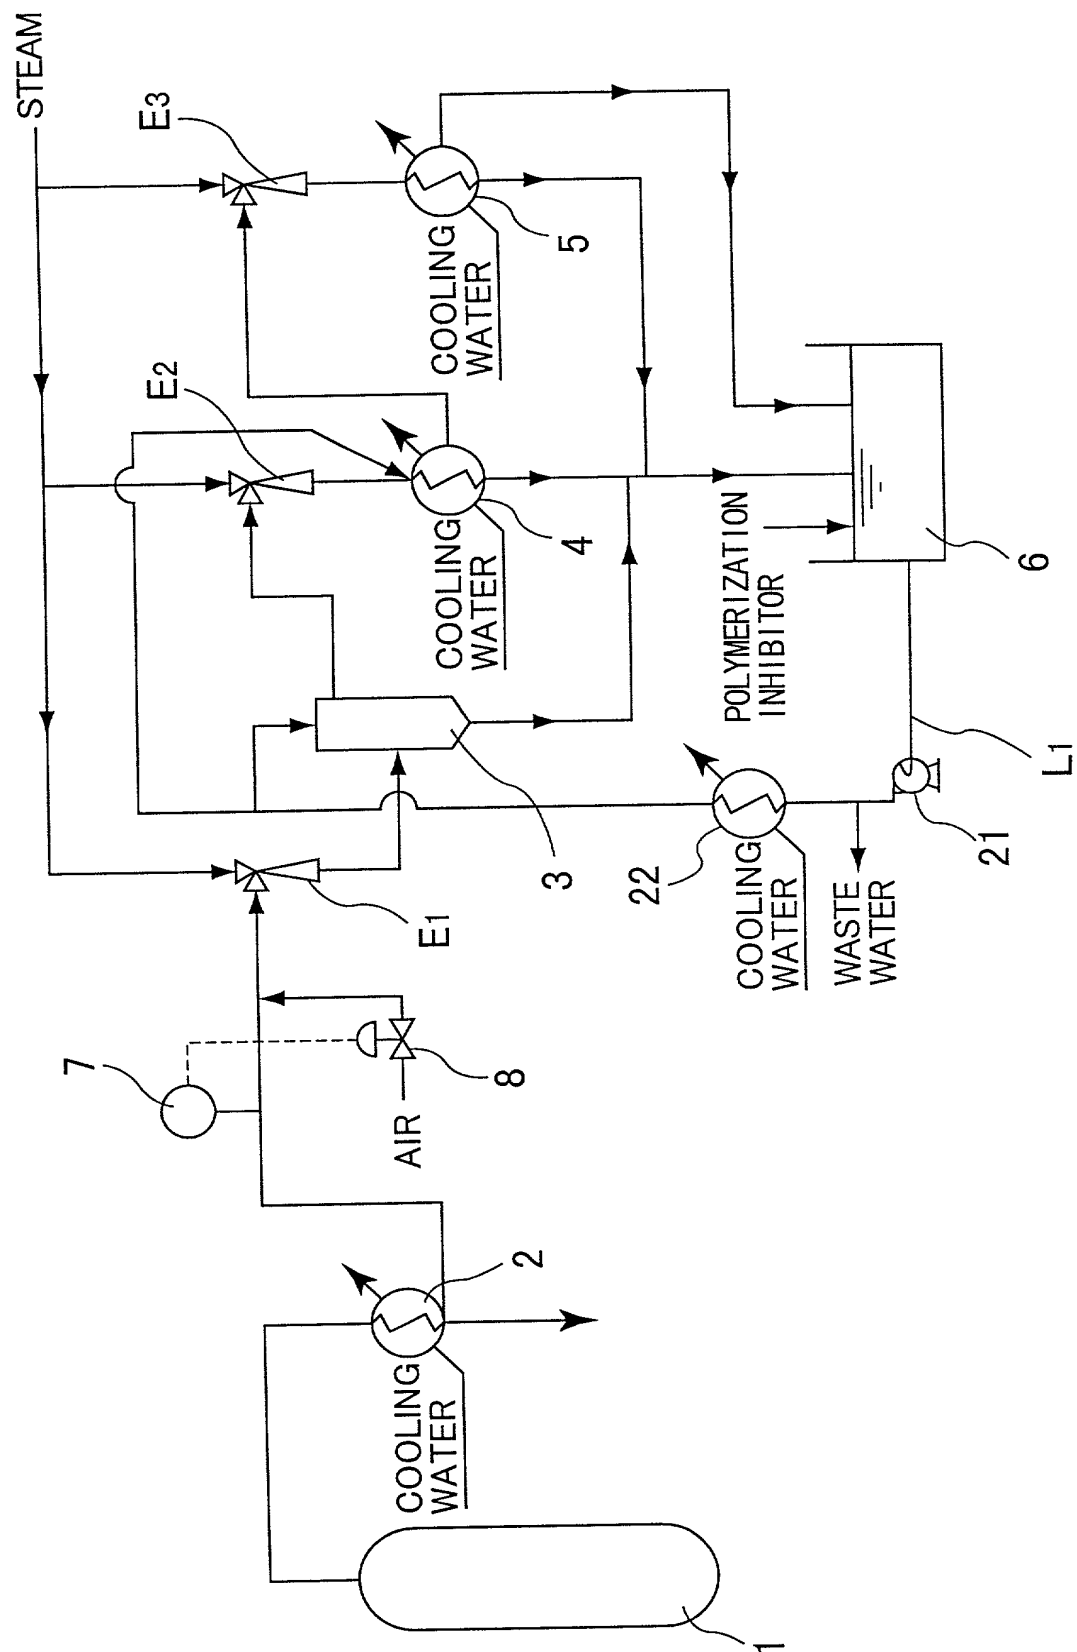 STEAM
E3
E2
5
COOLING
WATER
4
COOLING
WATER
POLYMERIZATION
INHIBITOR
6
L1
3
E1
22
21
COOLING
WATER
WASTE
WATER
7
8
AIR
2
COOLING
WATER
1